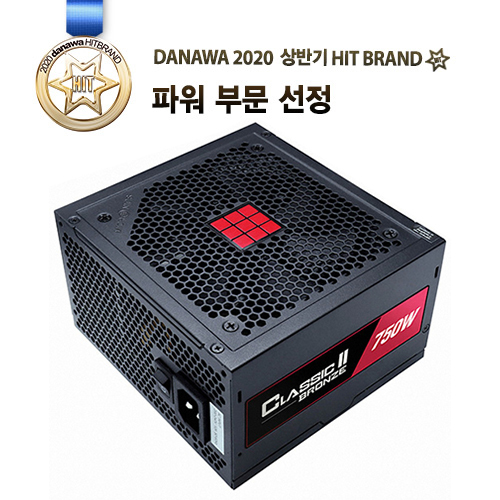 2020 danawa HITBRAND
HIT
DANAWA 2020 상반기 HIT BRAND HIT
파워 부문 선정
750W
CLASSIC II
BRONZE